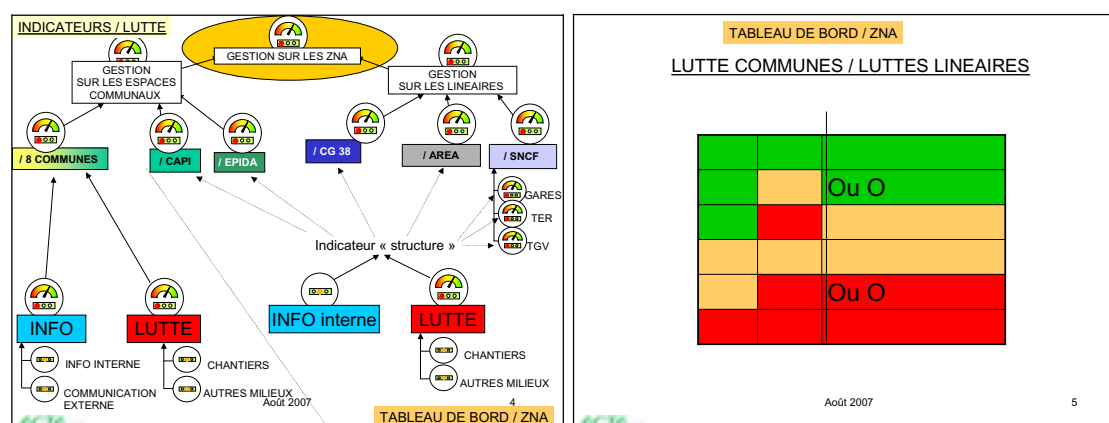 INDICATEURS / LUTTE
GESTION SUR LES ZNA
GESTION
SUR LES ESPACES
COMMUNAUX
GESTION
SUR LES LINEAIRES
/ 8 COMMUNES
/ CAPI
/ EPIDA
/ CG 38
/ AREA
/ SNCF
GARES
TER
TGV
Indicateur « structure »
INFO
LUTTE
INFO interne
LUTTE
INFO INTERNE
COMMUNICATION
EXTERNE
CHANTIERS
AUTRES MILIEUX
CHANTIERS
AUTRES MILIEUX
Août 2007
4
TABLEAU DE BORD / ZNA
TABLEAU DE BORD / ZNA
LUTTE COMMUNES / LUTTES LINEAIRES
Ou O
Ou O
Août 2007
5